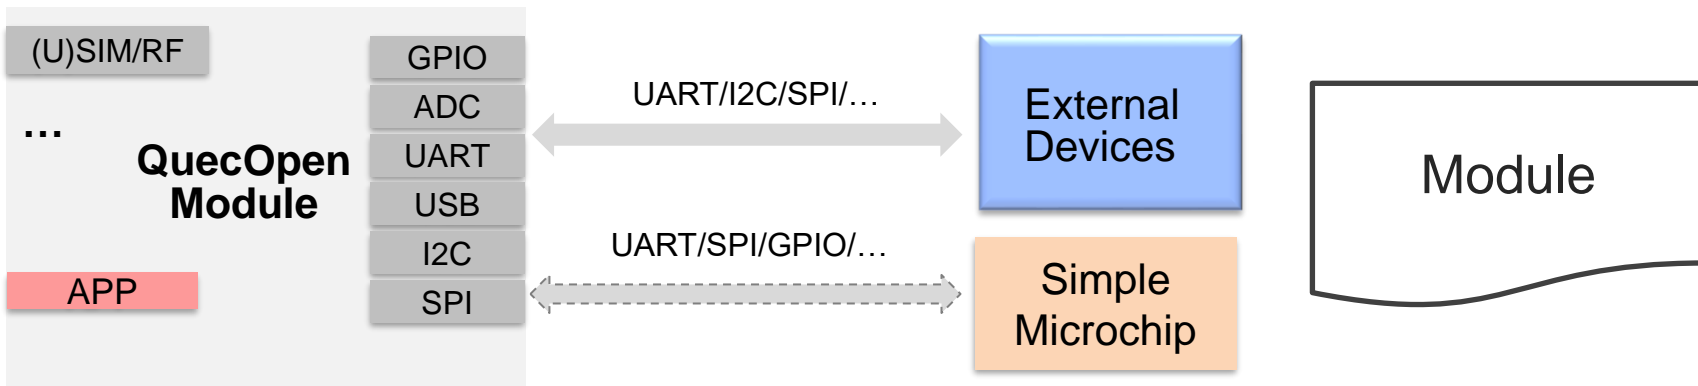 (U)SIM/RF
…
QuecOpen
Module
APP
GPIO
ADC
UART
USB
I2C
SPI
UART/I2C/SPI/…
UART/SPI/GPIO/…
External
Devices
Simple
Microchip
Module